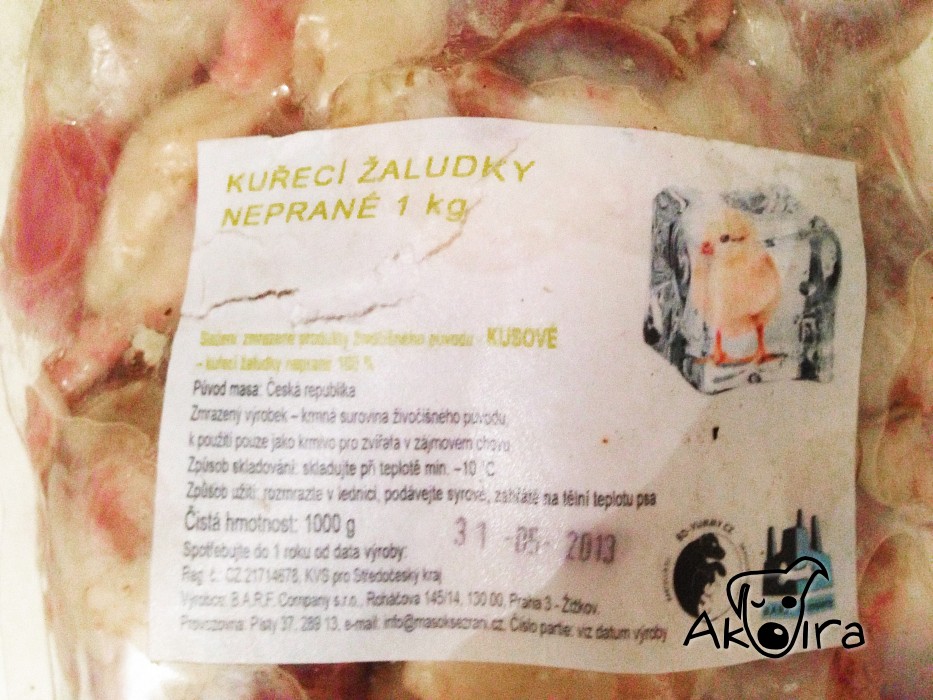 KUŘECÍ ŽALUDKY
NEPRANÉ 1 kg
Složení: zmrazené produkty živočišného původu - KUSOVÉ
- kuřecí žaludky neprané 100 %
Původ masa: Česká republika
Zmrazený výrobek – krmná surovina živočišného původu,
k použití pouze jako krmivo pro zvířata v zájmovém chovu
Způsob skladování: skladujte při teplotě min. –10 °C
Způsob užití: rozmrazte v lednici, podávejte syrové, zahřáté na tělní teplotu psa
Čistá hmotnost: 1000 g
Spotřebujte do 1 roku od data výroby:
31 -05- 2013
Reg. č.: CZ 21714678, KVS pro Středočeský kraj
Výrobce: B.A.R.F. Company s.r.o., Roháčova 145/14, 130 00, Praha 3 - Žižkov.
Provozovna: Písty 37, 289 13, e-mail: info@masoksezrani.cz, Číslo partie: viz datum výroby
Akira